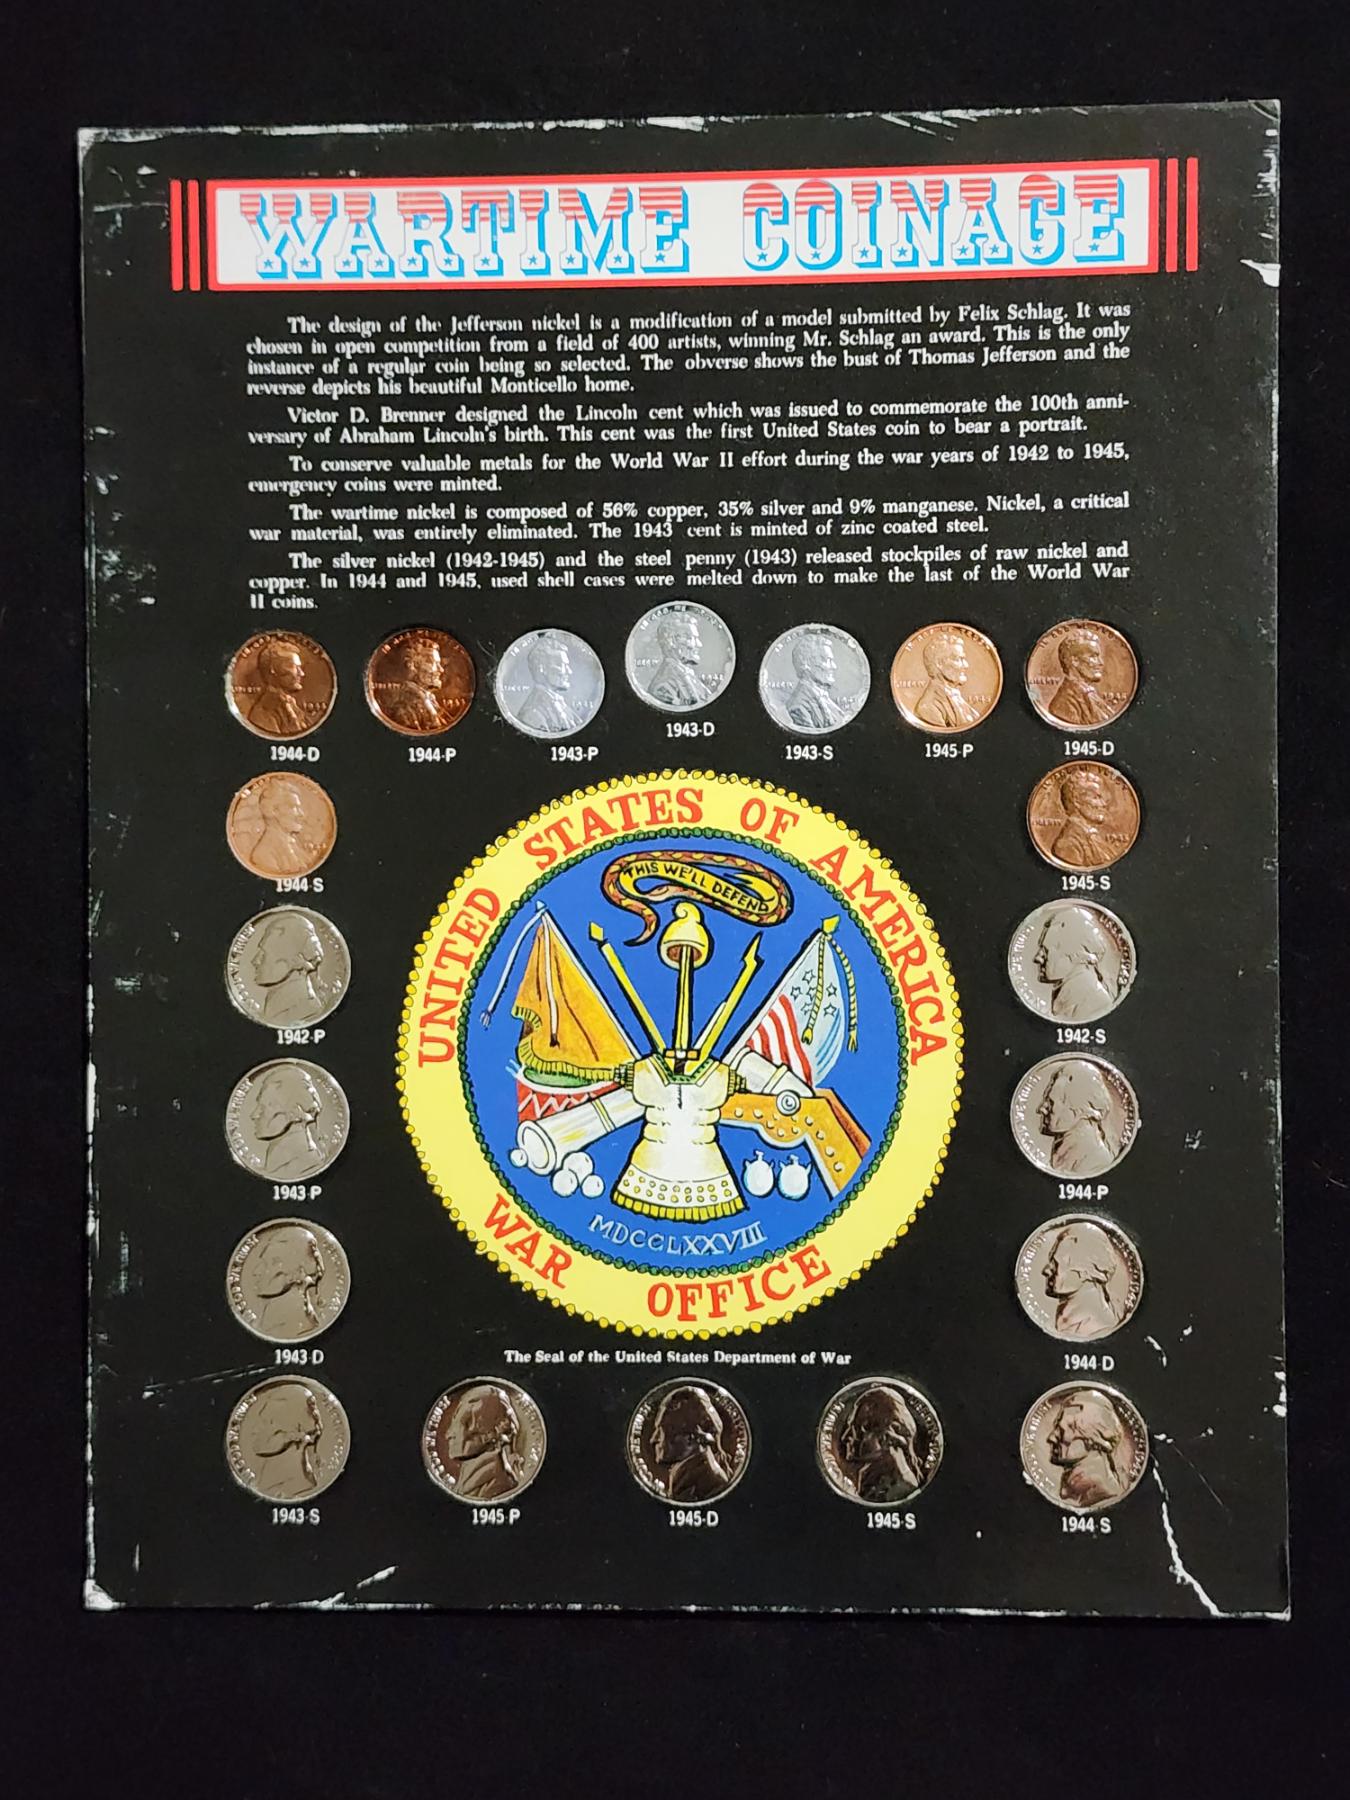 WARTIME COINAGE
The design of the Jefferson nickel is a modification of a model submitted by Felix Schlag. It was
chosen in open competition from a field of 400 artists, winning Mr. Schlag an award. This is the only
instance of a regular coin being so selected. The obverse shows the bust of Thomas Jefferson and the
reverse depicts his beautiful Monticello home.
Victor D. Brenner designed the Lincoln cent which was issued to commemorate the 100th anni-
versary of Abraham Lincoln's birth. This cent was the first United States coin to bear a portrait.
To conserve valuable metals for the World War II effort during the war years of 1942 to 1945,
emergency coins were minted.
The wartime nickel is composed of 56% copper, 35% silver and 9% manganese. Nickel, a critical
war material, was entirely eliminated. The 1943 cent is minted of zinc coated steel.
The silver nickel (1942-1945) and the steel penny (1943) released stockpiles of raw nickel and
copper. In 1944 and 1945, used shell cases were melted down to make the last of the World War
II coins.
1944-D 1944-P 1943-P 1943-D 1943-S 1945-P 1945-D
1944-S 1945-S
UNITED STATES OF AMERICA
THIS WE'LL DEFEND
1942-P 1942-S
1943-P 1944-P
MDCCLXXVIII
WAR OFFICE
1943-D 1944-D
The Seal of the United States Department of War
1943-S 1945-P 1945-D 1945-S 1944-S